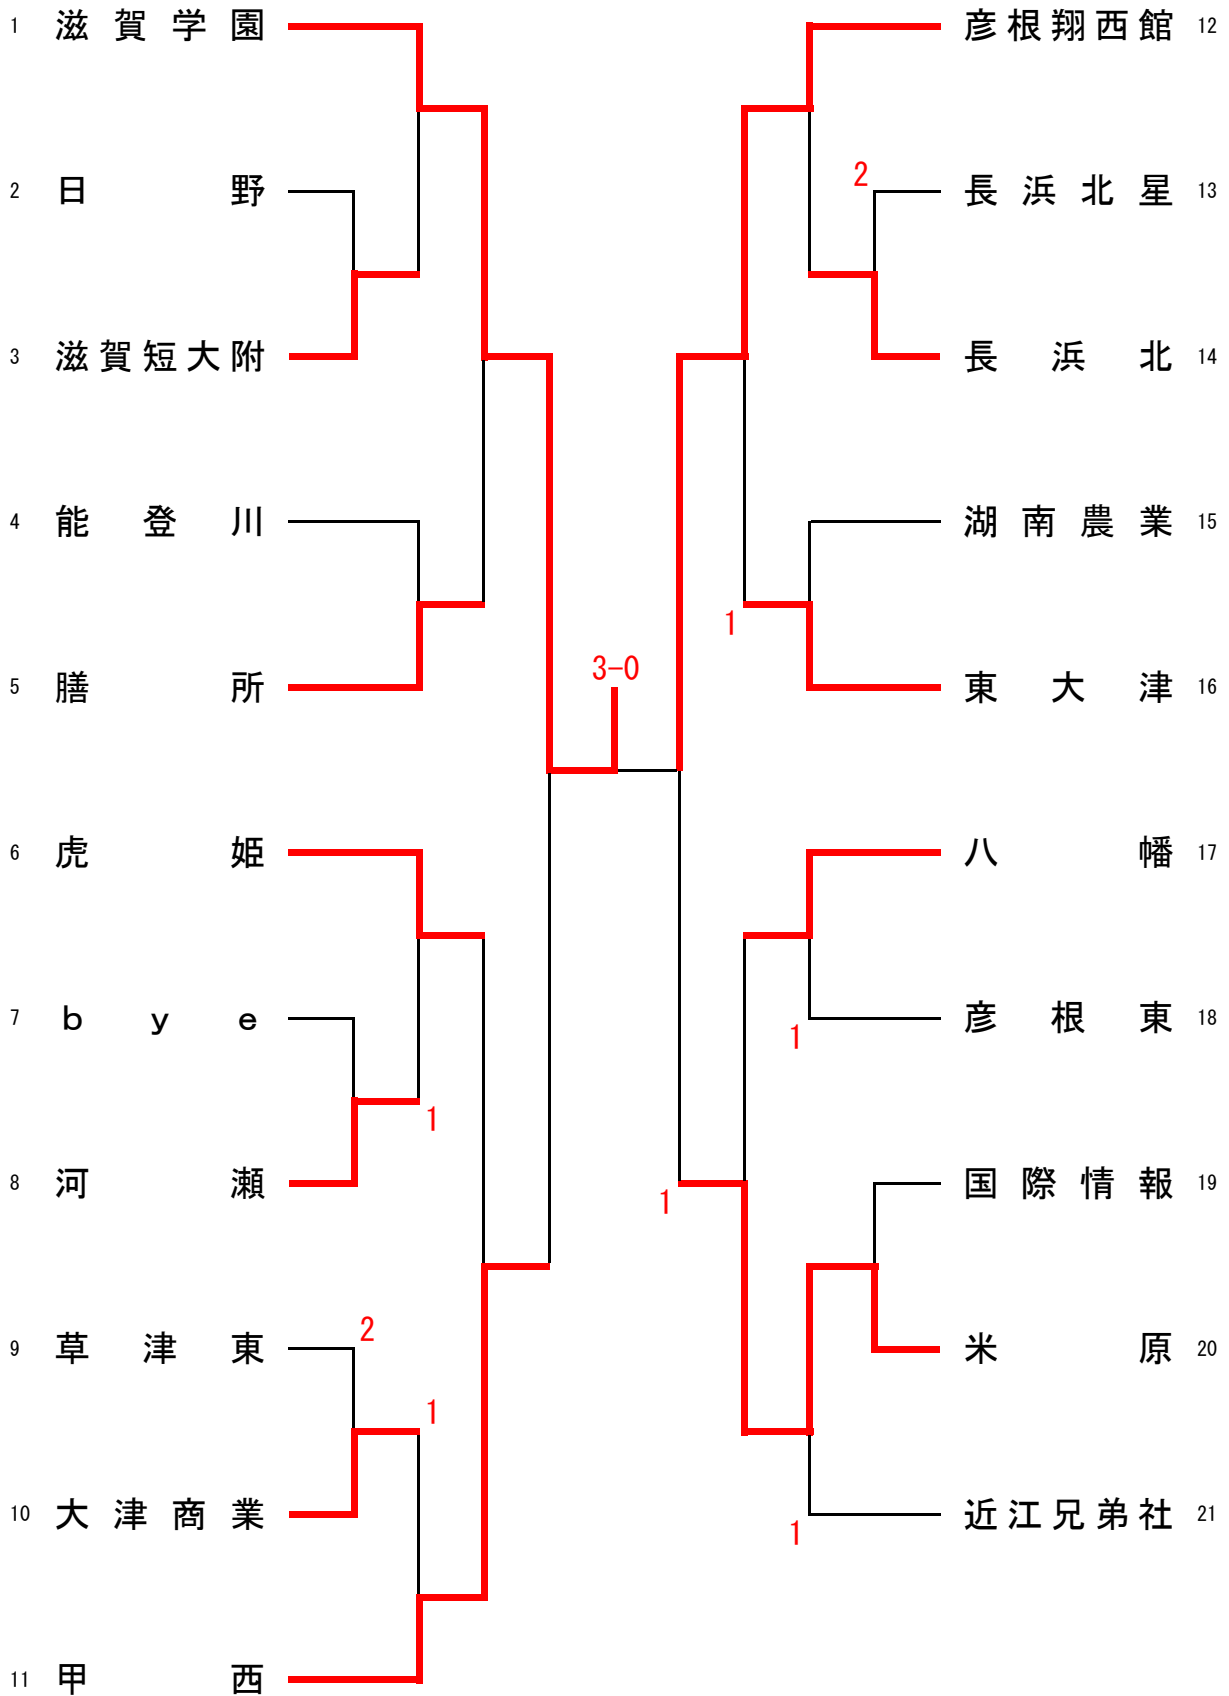 1 滋賀学園
2 日野
3 滋賀短大附
4 能登川
5 膳所
6 虎姫
7 ｂｙｅ
8 河瀬
1
9 草津東
2
1
10 大津商業
11 甲西
3-0
彦根翔西館 12
2
長浜北星 13
長浜北 14
湖南農業 15
1
東大津 16
八幡 17
彦根東 18
1
国際情報 19
1
米原 20
近江兄弟社 21
1